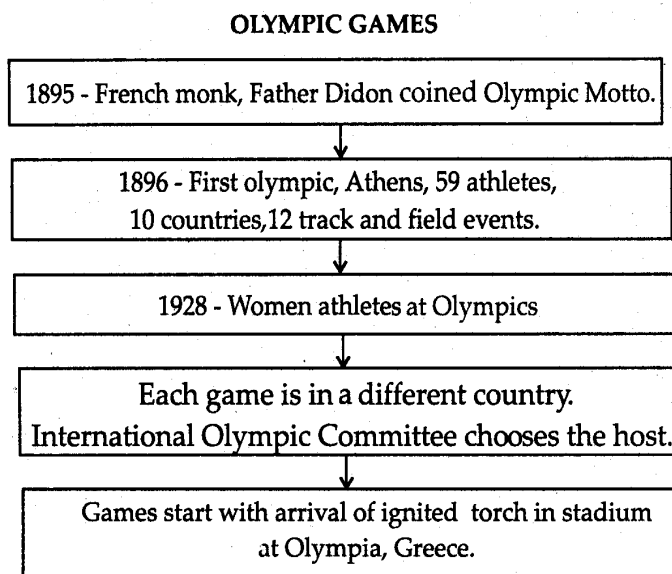 OLYMPIC GAMES
1895 - French monk, Father Didon coined Olympic Motto.
1896 - First olympic, Athens, 59 athletes,
10 countries,12 track and field events.
1928 - Women athletes at Olympics
Each game is in a different country.
International Olympic Committee chooses the host.
Games start with arrival of ignited torch in stadium
at Olympia, Greece.